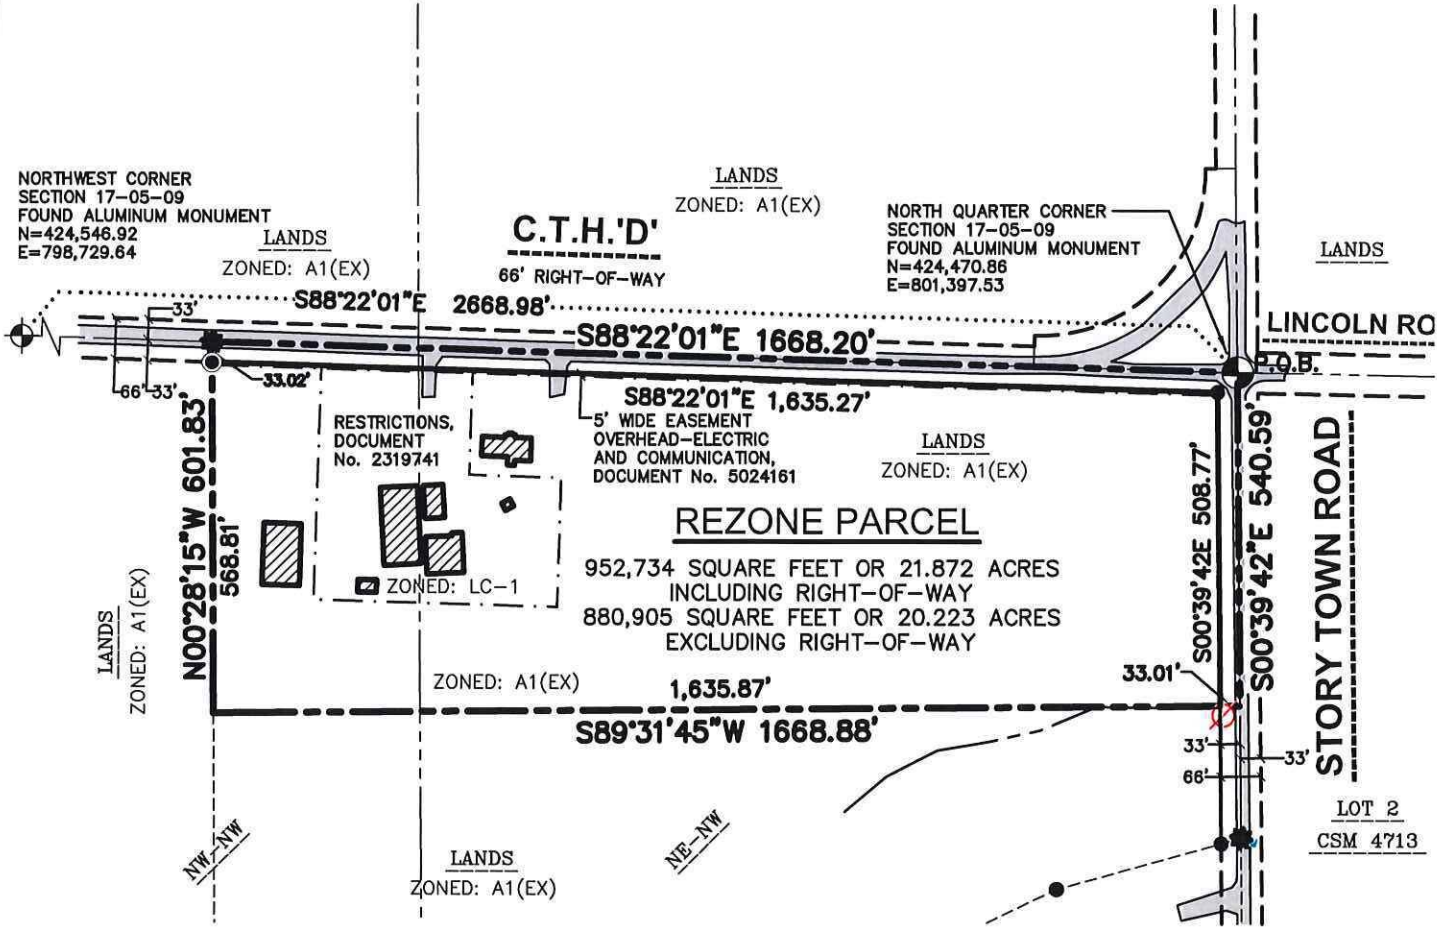 NORTHWEST CORNER
SECTION 17-05-09
FOUND ALUMINUM MONUMENT
N=424,546.92
E=798,729.64
LANDS
ZONED: A1(EX)
C.T.H.'D'
66' RIGHT-OF-WAY
LANDS
ZONED: A1(EX)
NORTH QUARTER CORNER
SECTION 17-05-09
FOUND ALUMINUM MONUMENT
N=424,470.86
E=801,397.53
LANDS
S88°22'01"E 2668.98'
33'
S88°22'01"E 1668.20'
LINCOLN RO
P.O.B.
66'
33'
33.02'
S88°22'01"E 1,635.27'
RESTRICTIONS,
DOCUMENT
No. 2319741
5' WIDE EASEMENT
OVERHEAD-ELECTRIC
AND COMMUNICATION,
DOCUMENT No. 5024161
LANDS
ZONED: A1(EX)
N00°28'15"W 601.83'
568.81'
S00°39'42E 508.77'
S00°39'42"E 540.59'
STORY TOWN ROAD
REZONE PARCEL
952,734 SQUARE FEET OR 21.872 ACRES
INCLUDING RIGHT-OF-WAY
880,905 SQUARE FEET OR 20.223 ACRES
EXCLUDING RIGHT-OF-WAY
ZONED: LC-1
LANDS
ZONED: A1(EX)
ZONED: A1(EX)
1,635.87'
33.01'
S89°31'45"W 1668.88'
33'
33'
66'
LOT 2
CSM 4713
NW-NW
NE-NW
LANDS
ZONED: A1(EX)